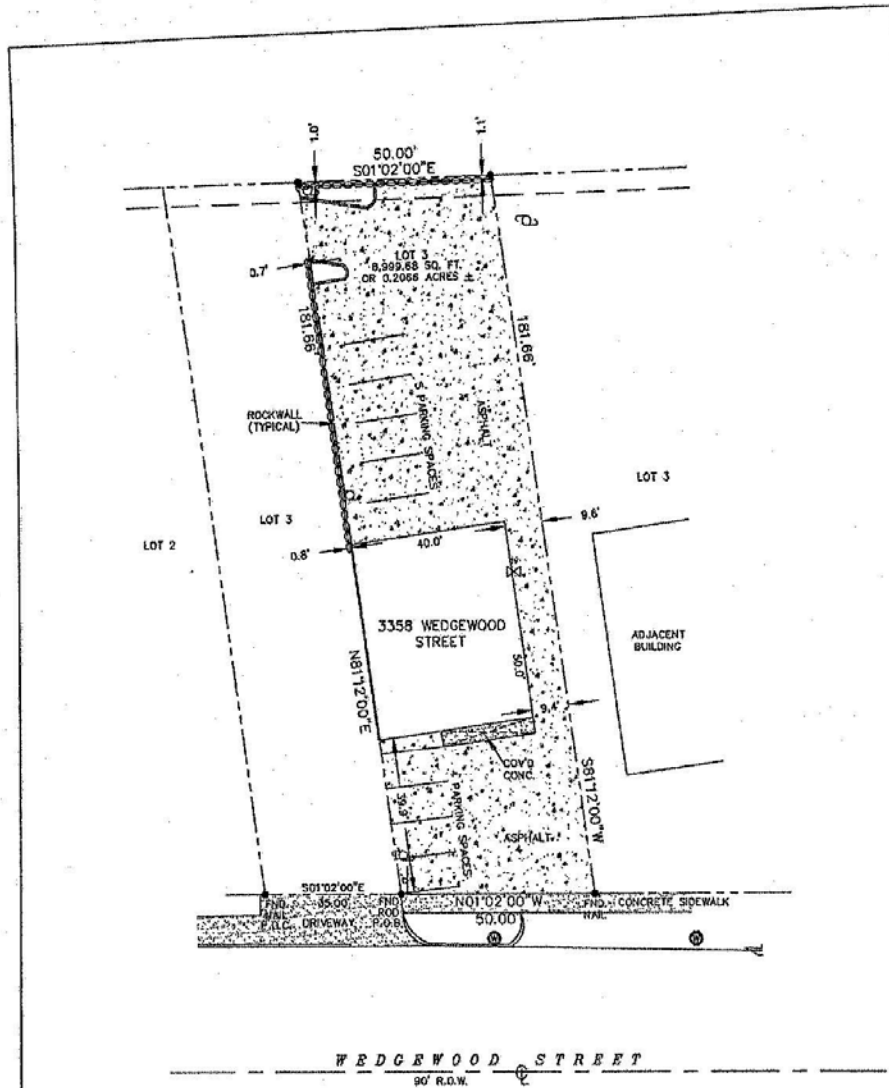 1.0'
1.1'
50.00'
S01°02'00"E
LOT 3
8,999.68 SQ. FT.
OR 0.2066 ACRES ±
0.7'
181.66'
181.66'
ROCKWALL
(TYPICAL)
5 PARKING SPACES
ASPHALT
LOT 3
LOT 3
LOT 2
9.6'
0.8'
40.0'
3358 WEDGEWOOD
STREET
ADJACENT
BUILDING
50.0'
N81°12'00"E
9.4'
COV'D
CONC.
S81°12'00"W
39.9'
PARKING SPACES
ASPHALT
S01°02'00"E
FND. NAIL P.O.C.
35.00
DRIVEWAY
FND. ROD P.O.B.
N01°02'00"W
50.00'
FND. NAIL
CONCRETE SIDEWALK
W
W
WEDGEWOOD STREET
90' R.O.W.